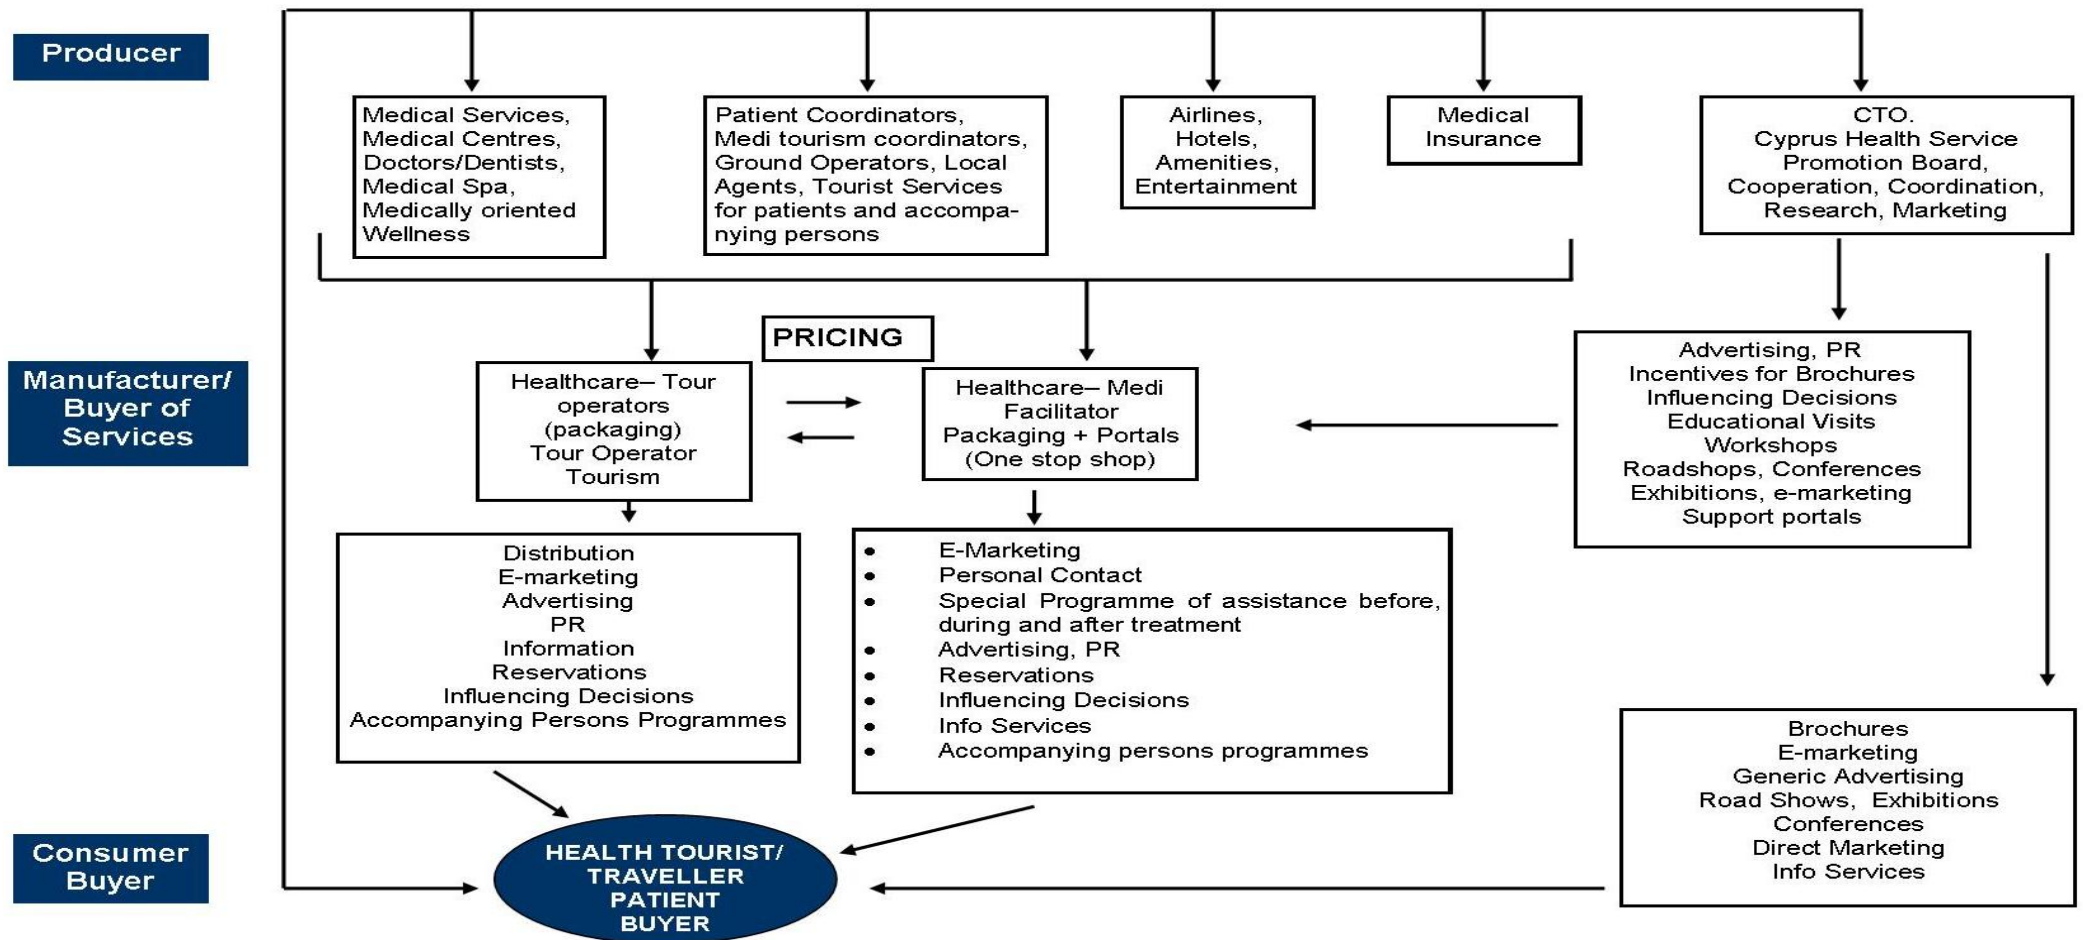 Producer
Medical Services,
Medical Centres,
Doctors/Dentists,
Medical Spa,
Medically oriented
Wellness
Patient Coordinators,
Medi tourism coordinators,
Ground Operators, Local
Agents, Tourist Services
for patients and accompa-
nying persons
Airlines,
Hotels,
Amenities,
Entertainment
Medical
Insurance
CTO.
Cyprus Health Service
Promotion Board,
Cooperation, Coordination,
Research, Marketing
Manufacturer/
Buyer of
Services
PRICING
Healthcare– Tour
operators
(packaging)
Tour Operator
Tourism
Healthcare– Medi
Facilitator
Packaging + Portals
(One stop shop)
Advertising, PR
Incentives for Brochures
Influencing Decisions
Educational Visits
Workshops
Roadshops, Conferences
Exhibitions, e-marketing
Support portals
Distribution
E-marketing
Advertising
PR
Information
Reservations
Influencing Decisions
Accompanying Persons Programmes
• E-Marketing
• Personal Contact
• Special Programme of assistance before,
during and after treatment
• Advertising, PR
• Reservations
• Influencing Decisions
• Info Services
• Accompanying persons programmes
Brochures
E-marketing
Generic Advertising
Road Shows, Exhibitions
Conferences
Direct Marketing
Info Services
Consumer
Buyer
HEALTH TOURIST/
TRAVELLER
PATIENT
BUYER